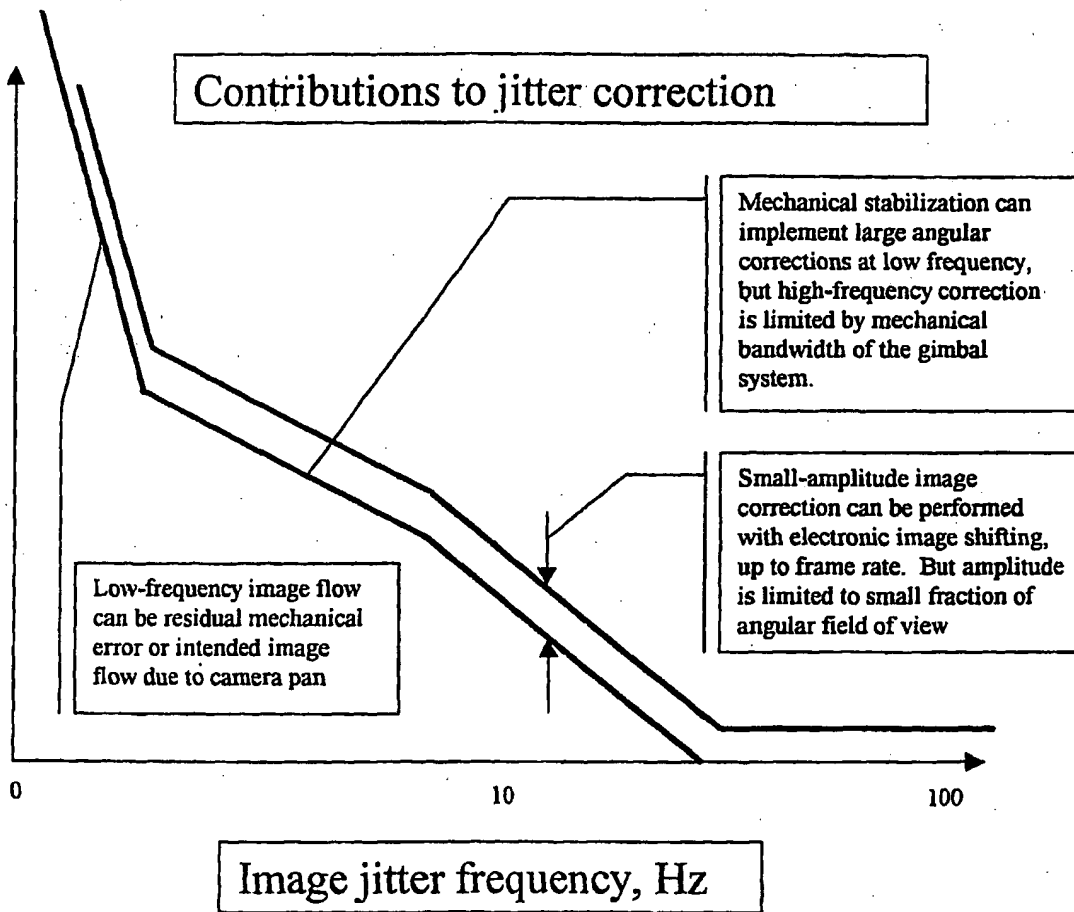 Contributions to jitter correction
Mechanical stabilization can
implement large angular
corrections at low frequency,
but high-frequency correction
is limited by mechanical
bandwidth of the gimbal
system.
Small-amplitude image
correction can be performed
with electronic image shifting,
up to frame rate. But amplitude
is limited to small fraction of
angular field of view
Low-frequency image flow
can be residual mechanical
error or intended image
flow due to camera pan
0 10 100
Image jitter frequency, Hz